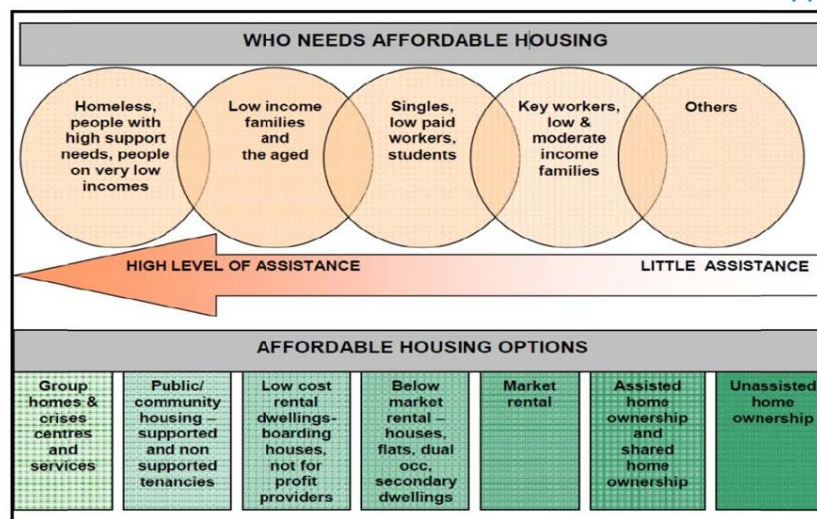 WHO NEEDS AFFORDABLE HOUSING
Homeless,
people with
high support
needs, people
on very low
incomes
Low income
families
and
the aged
Singles,
low paid
workers,
students
Key workers,
low &
moderate
income
families
Others
HIGH LEVEL OF ASSISTANCE
LITTLE ASSISTANCE
AFFORDABLE HOUSING OPTIONS
Group
homes &
crises
centres
and
services
Public/
community
housing –
supported
and non
supported
tenancies
Low cost
rental
dwellings-
boarding
houses,
not for
profit
providers
Below
market
rental –
houses,
flats, dual
occ,
secondary
dwellings
Market
rental
Assisted
home
ownership
and
shared
home
ownership
Unassisted
home
ownership